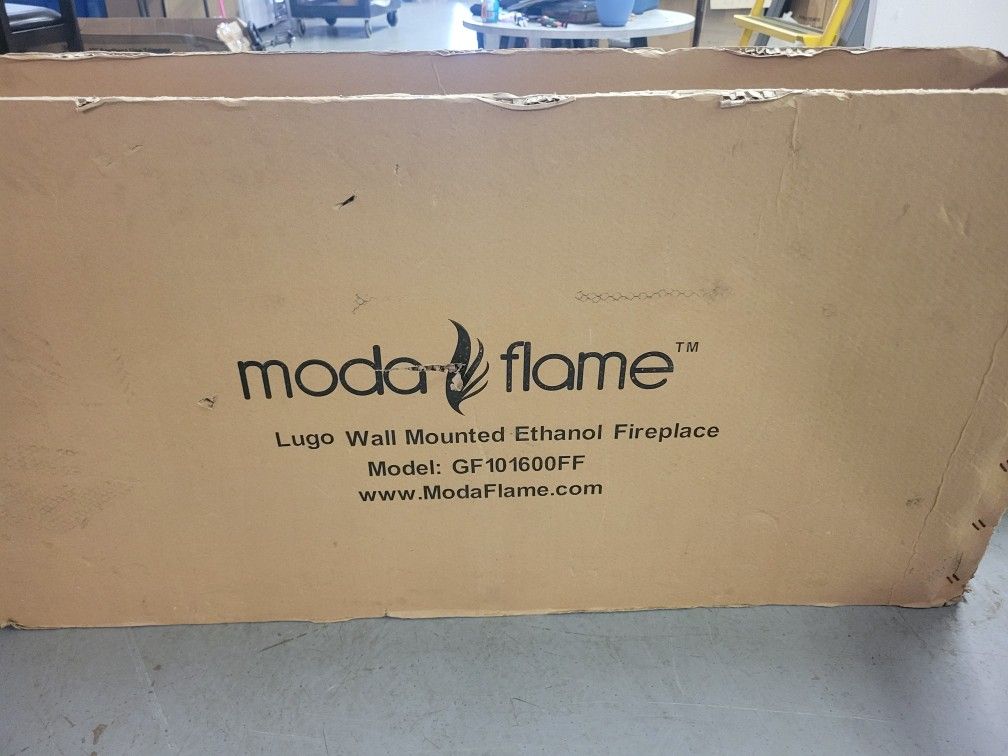 moda flame™
Lugo Wall Mounted Ethanol Fireplace
Model: GF101600FF
www.ModaFlame.com